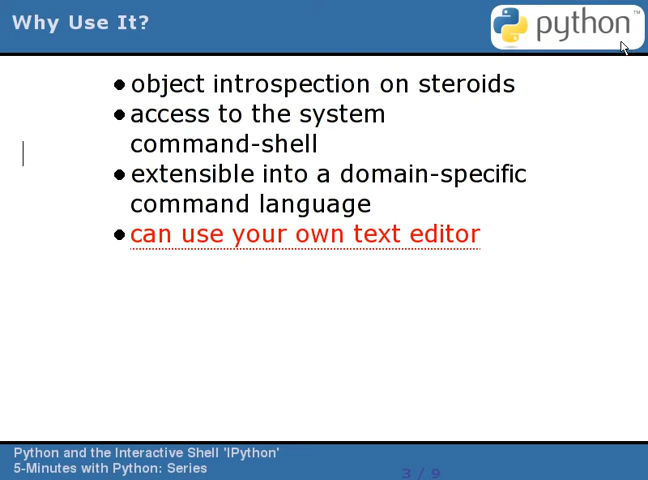 Why Use It?
python™
• object introspection on steroids
• access to the system
command-shell
• extensible into a domain-specific
command language
• can use your own text editor
Python and the Interactive Shell 'IPython'
5-Minutes with Python: Series
3 / 9